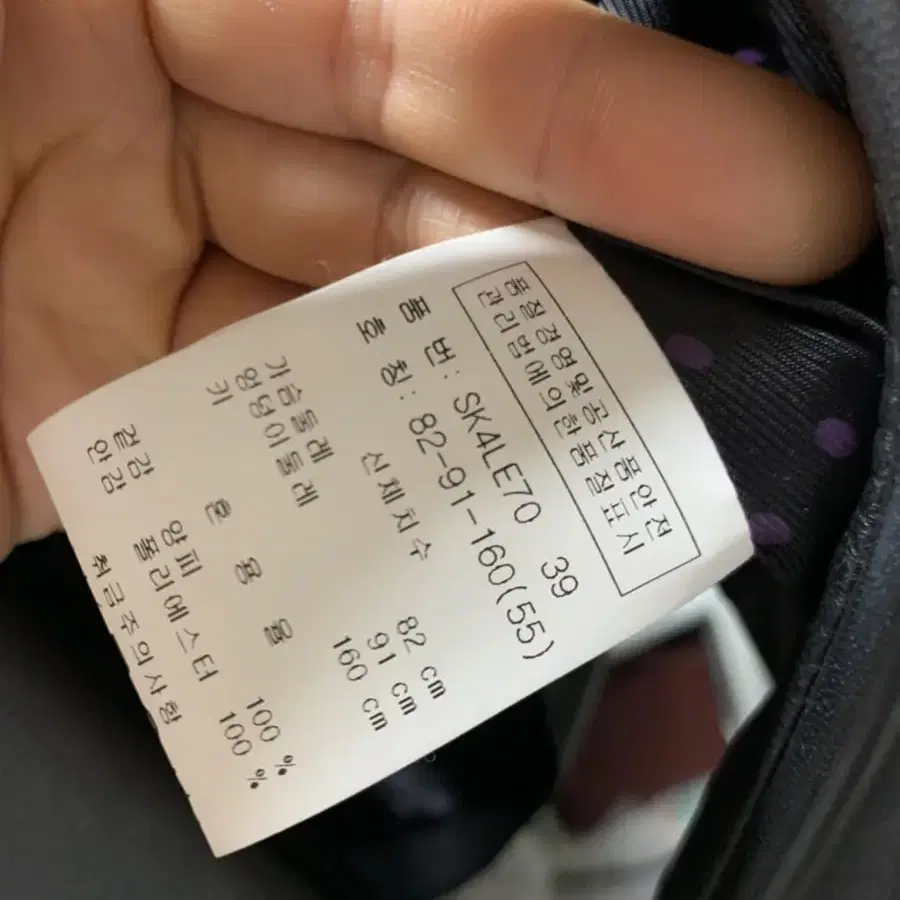 품질경영및공산품안전
관리법에의한품질표시
품 번: SK4LE70 39
호 칭: 82-91-160(55)
신체치수
가슴둘레 82 cm
엉덩이둘레 91 cm
키 160 cm
혼 용 율
겉감 양피 100 %
안감 폴리에스터 100 %
취급주의사항